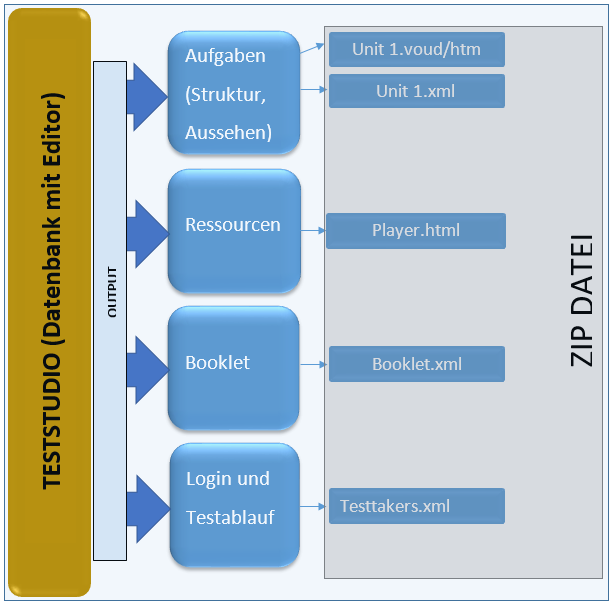 TESTSTUDIO (Datenbank mit Editor)
OUTPUT
Aufgaben
(Struktur,
Aussehen)
Unit 1.voud/htm
Unit 1.xml
Ressourcen
Player.html
Booklet
Booklet.xml
Login und
Testablauf
Testtakers.xml
ZIP DATEI